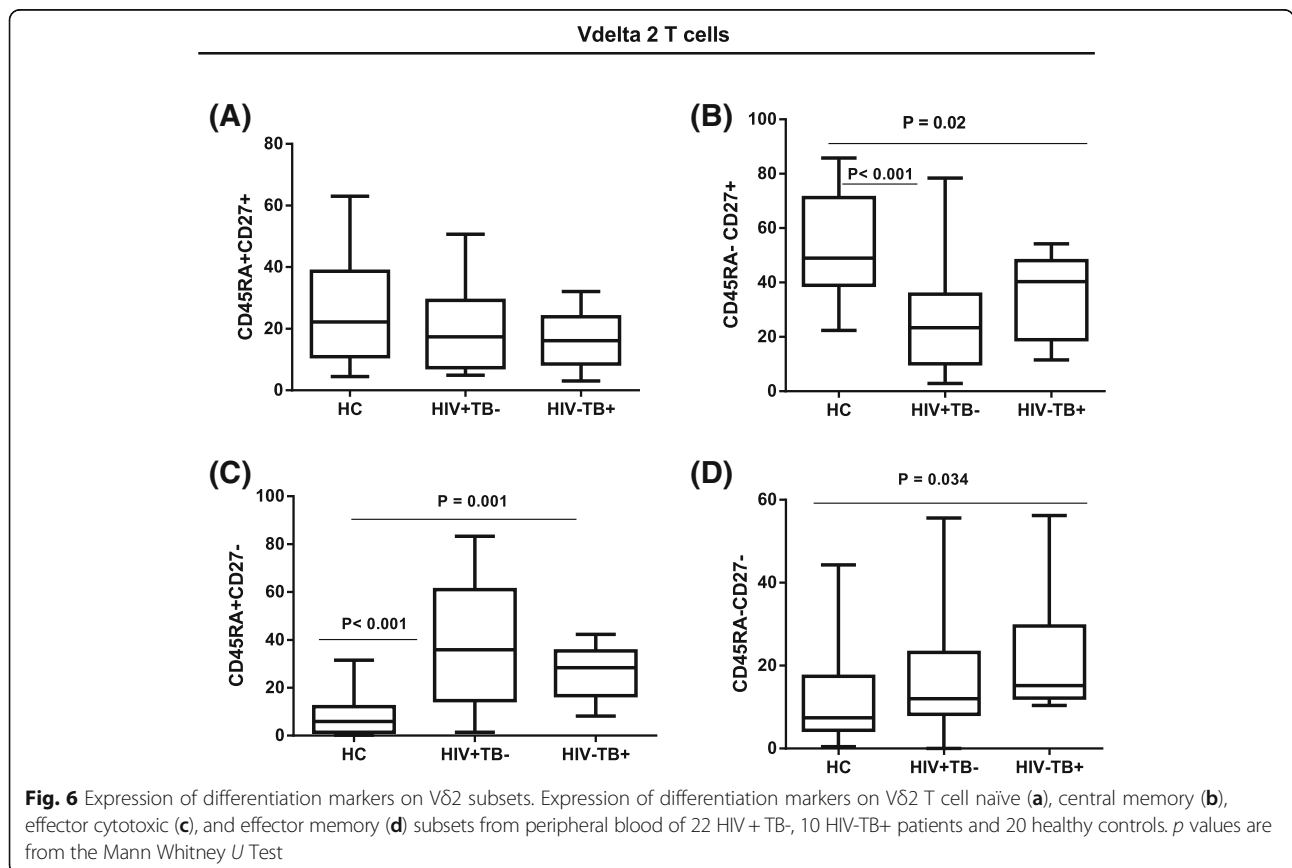 Vdelta 2 T cells
(A)
CD45RA+CD27+
80
60
40
20
0
HC HIV+TB- HIV-TB+
(B)
CD45RA- CD27+
100
80
60
40
20
0
P = 0.02
P< 0.001
HC HIV+TB- HIV-TB+
(C)
CD45RA+CD27-
100
80
60
40
20
0
P = 0.001
P< 0.001
HC HIV+TB- HIV-TB+
(D)
CD45RA-CD27-
60
40
20
0
P = 0.034
HC HIV+TB- HIV-TB+
Fig. 6 Expression of differentiation markers on Vδ2 subsets. Expression of differentiation markers on Vδ2 T cell naïve (a), central memory (b),
effector cytotoxic (c), and effector memory (d) subsets from peripheral blood of 22 HIV + TB-, 10 HIV-TB+ patients and 20 healthy controls. p values are
from the Mann Whitney U Test